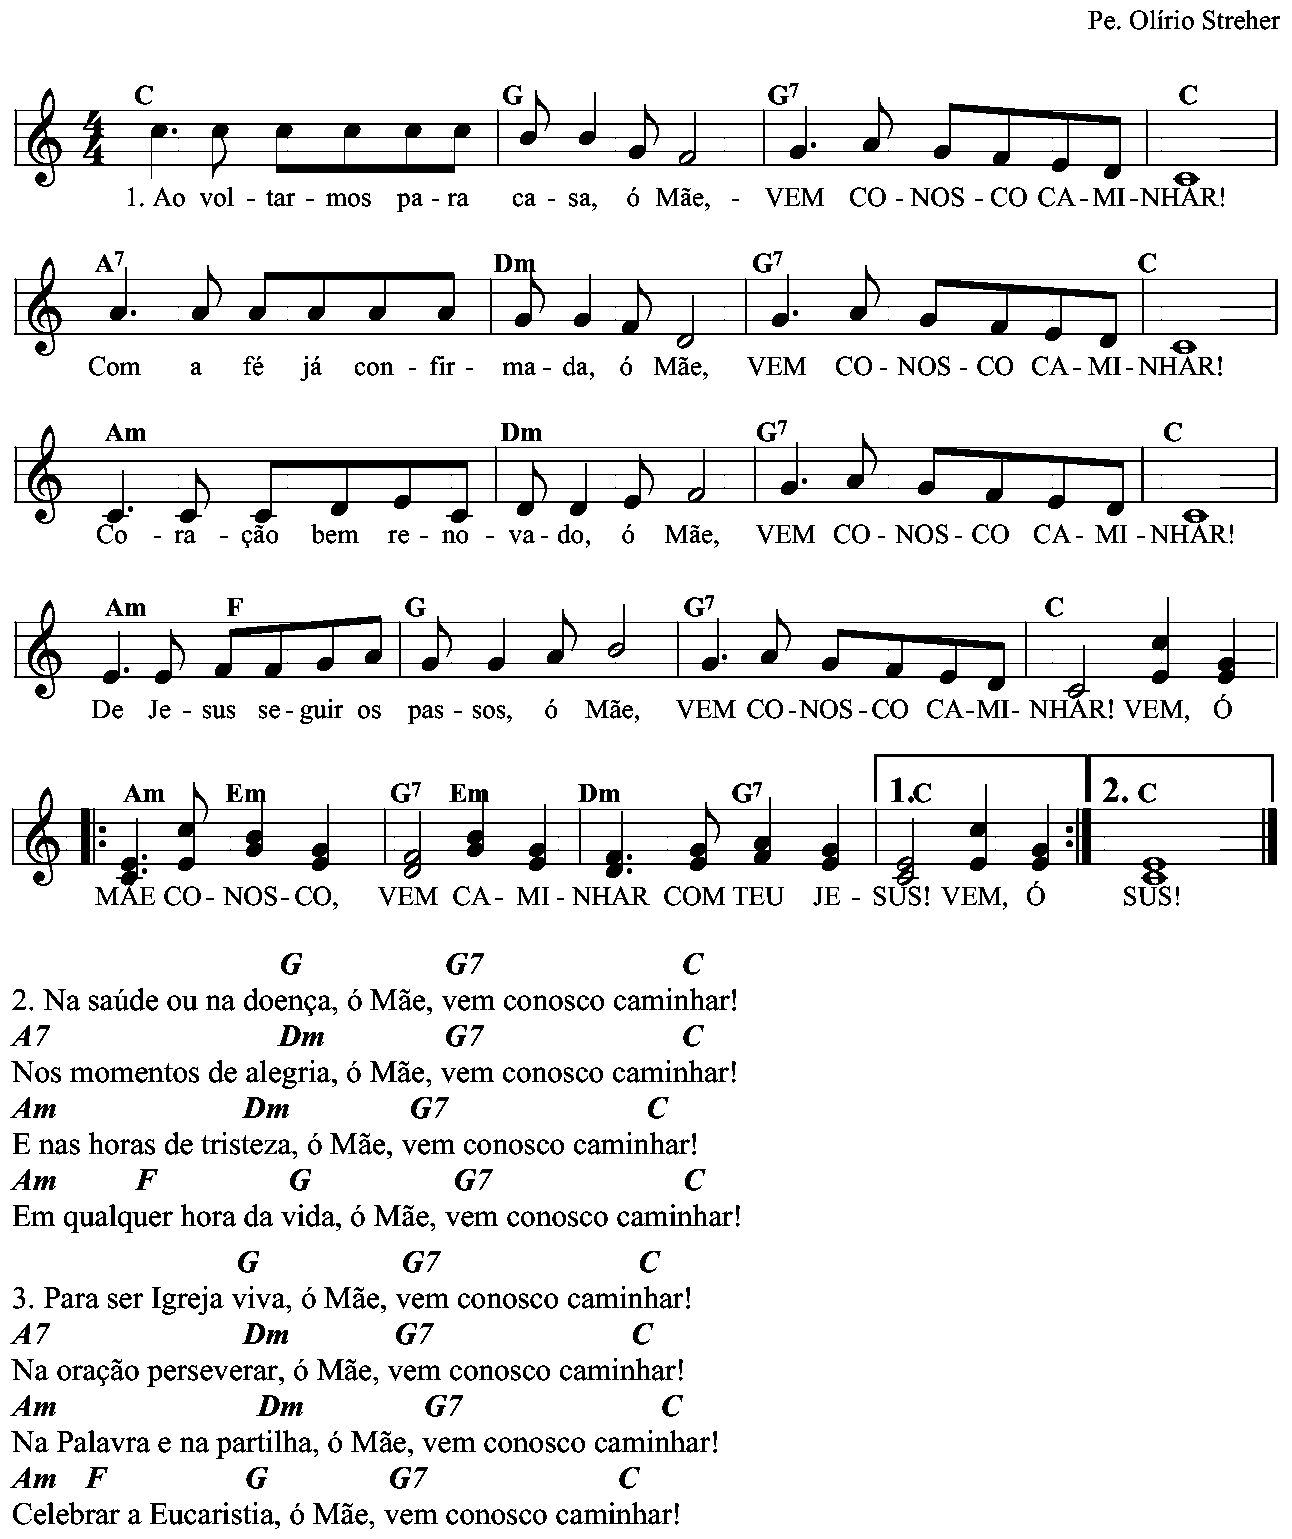 Pe. Olírio Streher
C G G7 C
1. Ao vol - tar - mos pa - ra ca - sa, ó Mãe, - VEM CO - NOS - CO CA - MI - NHAR!
A7 Dm G7 C
Com a fé já con - fir - ma - da, ó Mãe, VEM CO - NOS - CO CA - MI - NHAR!
Am Dm G7 C
Co - ra - ção bem re - no - va - do, ó Mãe, VEM CO - NOS - CO CA - MI - NHAR!
Am F G G7 C
De Je - sus se - guir os pas - sos, ó Mãe, VEM CO - NOS - CO CA - MI - NHAR! VEM, Ó
Am Em G7 Em Dm G7 1. C 2. C
MÃE CO - NOS - CO, VEM CA - MI - NHAR COM TEU JE - SUS! VEM, Ó SUS!
G G7 C
2. Na saúde ou na doença, ó Mãe, vem conosco caminhar!
A7 Dm G7 C
Nos momentos de alegria, ó Mãe, vem conosco caminhar!
Am Dm G7 C
E nas horas de tristeza, ó Mãe, vem conosco caminhar!
Am F G G7 C
Em qualquer hora da vida, ó Mãe, vem conosco caminhar!
G G7 C
3. Para ser Igreja viva, ó Mãe, vem conosco caminhar!
A7 Dm G7 C
Na oração perseverar, ó Mãe, vem conosco caminhar!
Am Dm G7 C
Na Palavra e na partilha, ó Mãe, vem conosco caminhar!
Am F G G7 C
Celebrar a Eucaristia, ó Mãe, vem conosco caminhar!